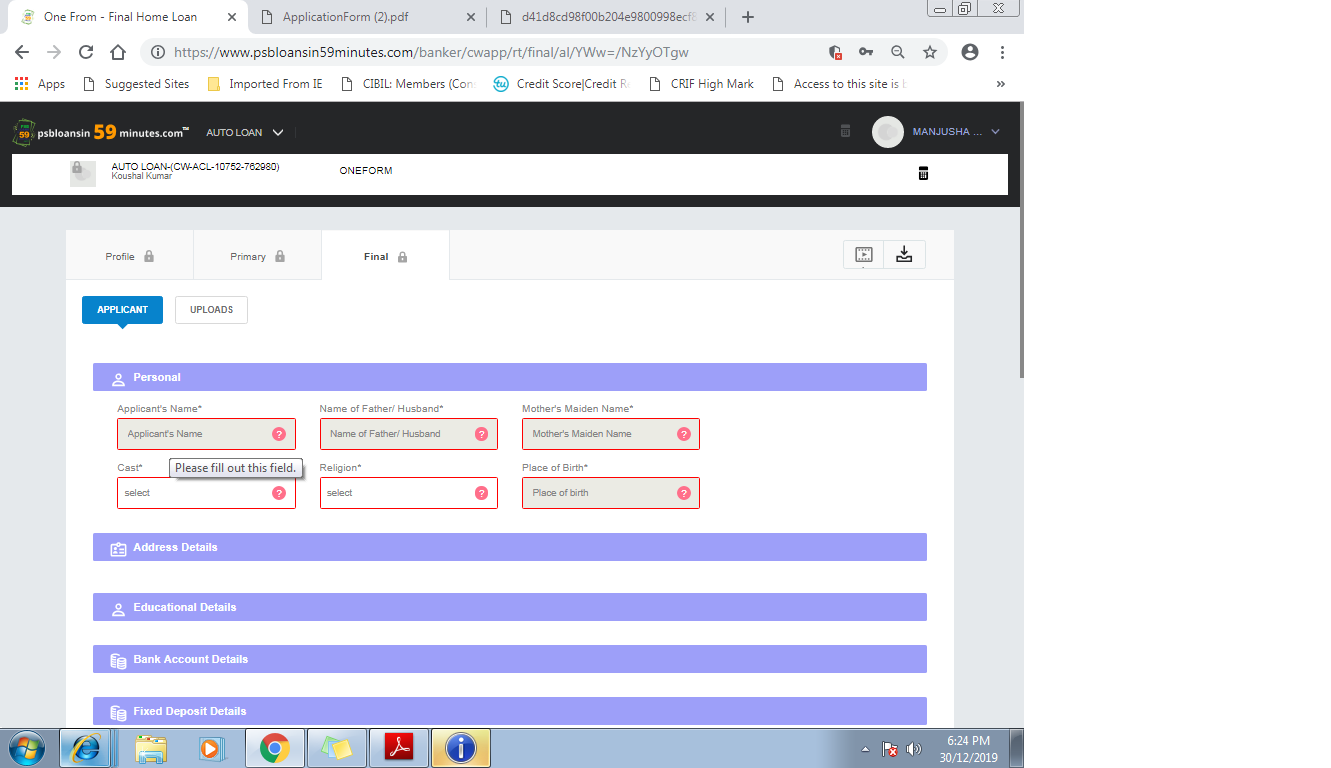 One From - Final Home Loan
ApplicationForm (2).pdf
d41d8cd98f00b204e9800998ecf8
https://www.psbloansin59minutes.com/banker/cwapp/rt/final/al/YWw=/NzYyOTgw
Apps
Suggested Sites
Imported From IE
CIBIL: Members (Con
Credit Score|Credit Re
CRIF High Mark
Access to this site is b
»
psbloansin 59 minutes.com™
AUTO LOAN
MANJUSHA ...
AUTO LOAN-(CW-ACL-10752-762980)
Koushal Kumar
ONEFORM
Profile
Primary
Final
APPLICANT
UPLOADS
Personal
Applicant's Name*
Name of Father/ Husband*
Mother's Maiden Name*
Applicant's Name ?
Name of Father/ Husband ?
Mother's Maiden Name ?
Cast*
Please fill out this field.
Religion*
Place of Birth*
select ?
select ?
Place of birth ?
Address Details
Educational Details
Bank Account Details
Fixed Deposit Details
6:24 PM
30/12/2019